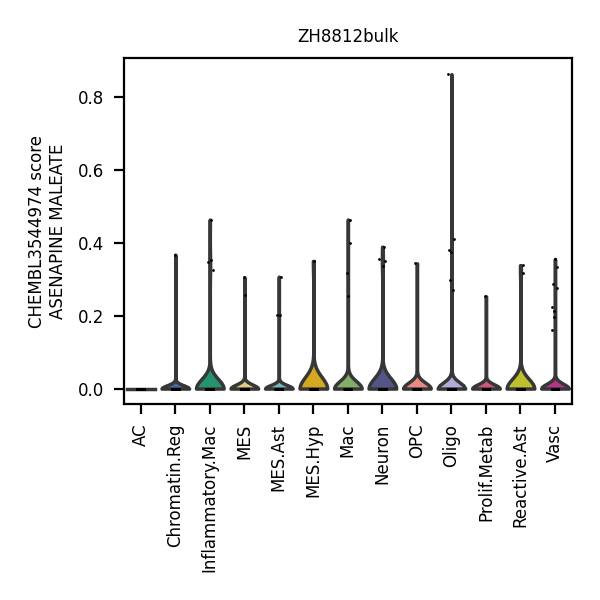 ZH8812bulk
CHEMBL3544974 score
ASENAPINE MALEATE
0.8
0.6
0.4
0.2
0.0
AC
Chromatin.Reg
Inflammatory.Mac
MES
MES.Ast
MES.Hyp
Mac
Neuron
OPC
Oligo
Prolif.Metab
Reactive.Ast
Vasc